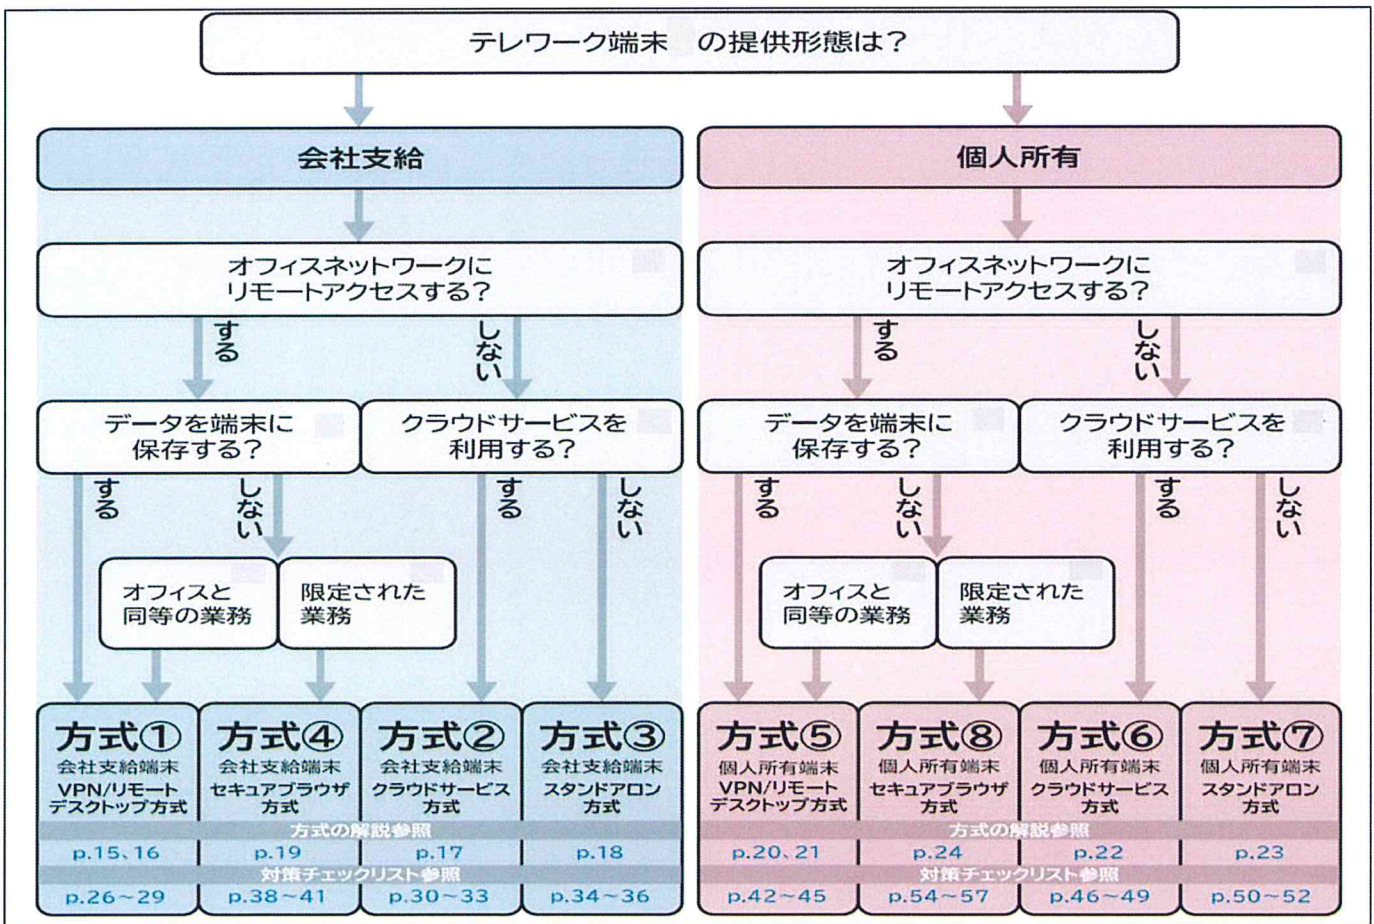 テレワーク端末 の提供形態は？
会社支給
オフィスネットワークに
リモートアクセスする？
する
しない
データを端末に
保存する？
クラウドサービスを
利用する？
する
しない
する
しない
オフィスと
同等の業務
限定された
業務
方式①
会社支給端末
VPN/リモート
デスクトップ方式
方式④
会社支給端末
セキュアブラウザ
方式
方式②
会社支給端末
クラウドサービス
方式
方式③
会社支給端末
スタンドアロン
方式
方式の解説参照
p.15、16
p.19
p.17
p.18
対策チェックリスト参照
p.26～29
p.38～41
p.30～33
p.34～36
個人所有
オフィスネットワークに
リモートアクセスする？
する
しない
データを端末に
保存する？
クラウドサービスを
利用する？
する
しない
する
しない
オフィスと
同等の業務
限定された
業務
方式⑤
個人所有端末
VPN/リモート
デスクトップ方式
方式⑧
個人所有端末
セキュアブラウザ
方式
方式⑥
個人所有端末
クラウドサービス
方式
方式⑦
個人所有端末
スタンドアロン
方式
方式の解説参照
p.20、21
p.24
p.22
p.23
対策チェックリスト参照
p.42～45
p.54～57
p.46～49
p.50～52